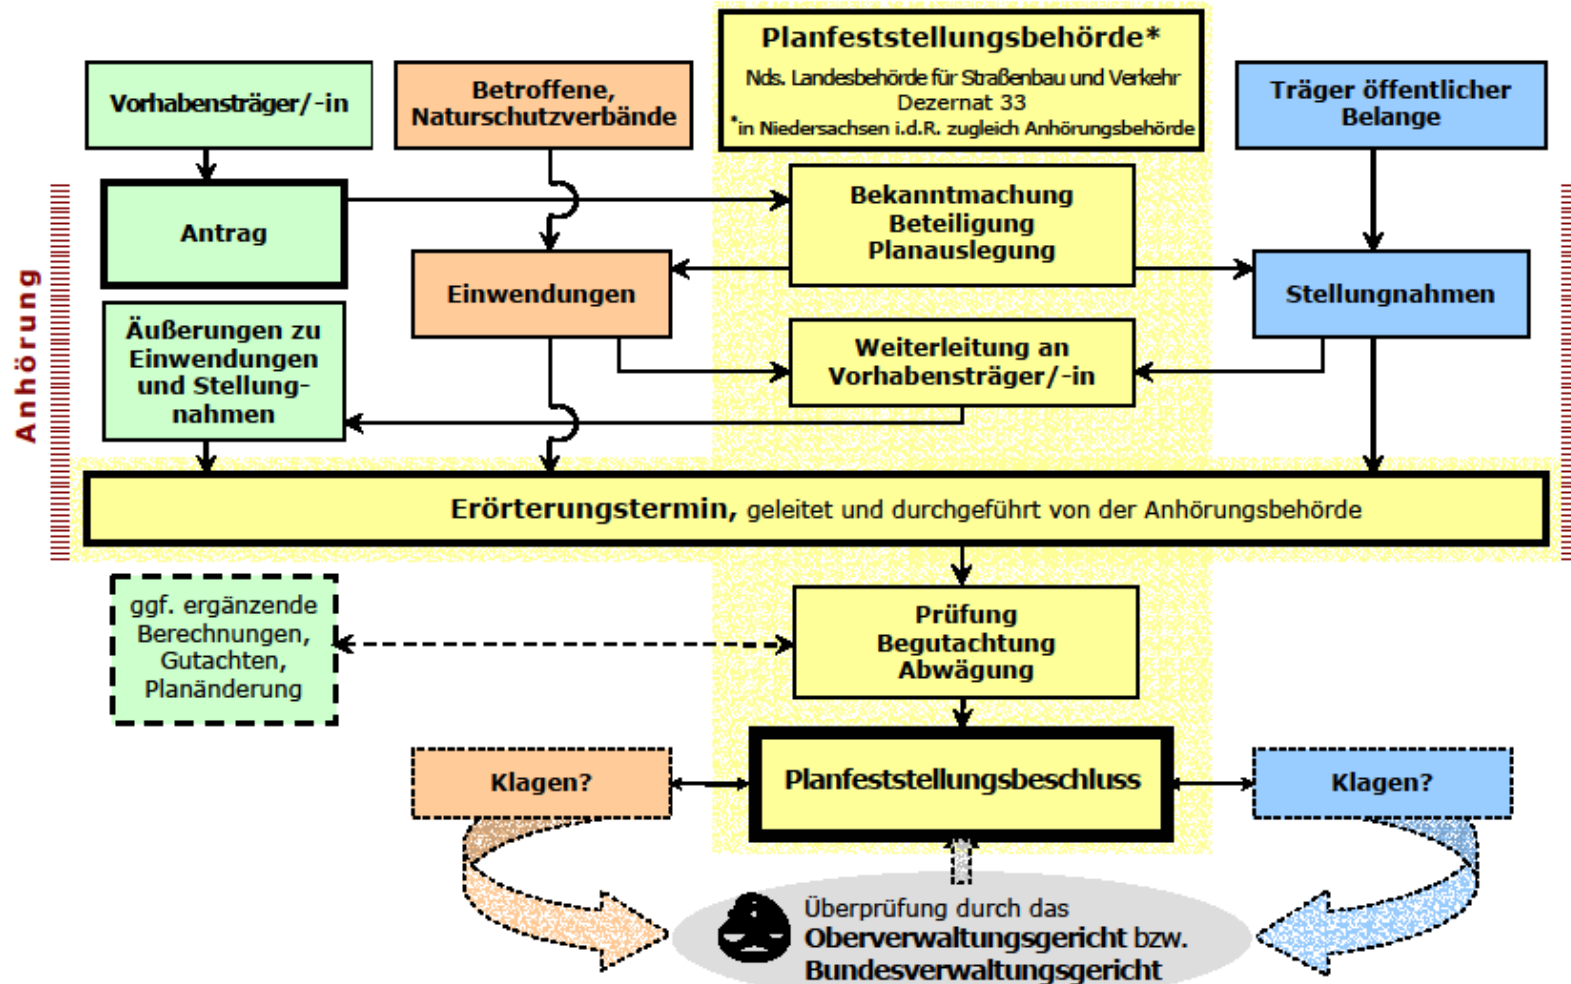 Planfeststellungsbehörde*
Nds. Landesbehörde für Straßenbau und Verkehr
Dezernat 33
*in Niedersachsen i.d.R. zugleich Anhörungsbehörde
Vorhabensträger/-in
Betroffene,
Naturschutzverbände
Träger öffentlicher
Belange
Anhörung
Antrag
Bekanntmachung
Beteiligung
Planauslegung
Einwendungen
Stellungnahmen
Äußerungen zu
Einwendungen
und Stellung-
nahmen
Weiterleitung an
Vorhabensträger/-in
Erörterungstermin, geleitet und durchgeführt von der Anhörungsbehörde
ggf. ergänzende
Berechnungen,
Gutachten,
Planänderung
Prüfung
Begutachtung
Abwägung
Klagen?
Planfeststellungsbeschluss
Klagen?
Überprüfung durch das
Oberverwaltungsgericht bzw.
Bundesverwaltungsgericht